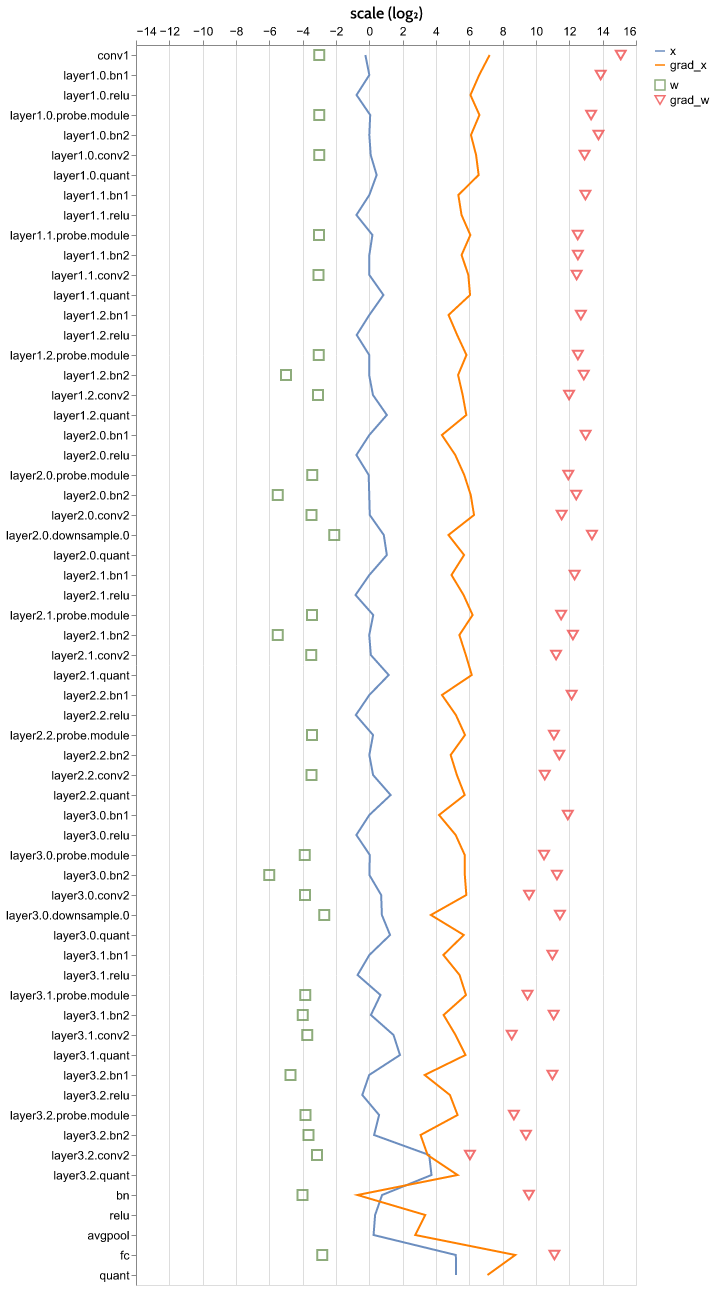 scale (log₂)
−14 −12 −10 −8 −6 −4 −2 0 2 4 6 8 10 12 14 16
x
grad_x
w
grad_w
conv1
layer1.0.bn1
layer1.0.relu
layer1.0.probe.module
layer1.0.bn2
layer1.0.conv2
layer1.0.quant
layer1.1.bn1
layer1.1.relu
layer1.1.probe.module
layer1.1.bn2
layer1.1.conv2
layer1.1.quant
layer1.2.bn1
layer1.2.relu
layer1.2.probe.module
layer1.2.bn2
layer1.2.conv2
layer1.2.quant
layer2.0.bn1
layer2.0.relu
layer2.0.probe.module
layer2.0.bn2
layer2.0.conv2
layer2.0.downsample.0
layer2.0.quant
layer2.1.bn1
layer2.1.relu
layer2.1.probe.module
layer2.1.bn2
layer2.1.conv2
layer2.1.quant
layer2.2.bn1
layer2.2.relu
layer2.2.probe.module
layer2.2.bn2
layer2.2.conv2
layer2.2.quant
layer3.0.bn1
layer3.0.relu
layer3.0.probe.module
layer3.0.bn2
layer3.0.conv2
layer3.0.downsample.0
layer3.0.quant
layer3.1.bn1
layer3.1.relu
layer3.1.probe.module
layer3.1.bn2
layer3.1.conv2
layer3.1.quant
layer3.2.bn1
layer3.2.relu
layer3.2.probe.module
layer3.2.bn2
layer3.2.conv2
layer3.2.quant
bn
relu
avgpool
fc
quant